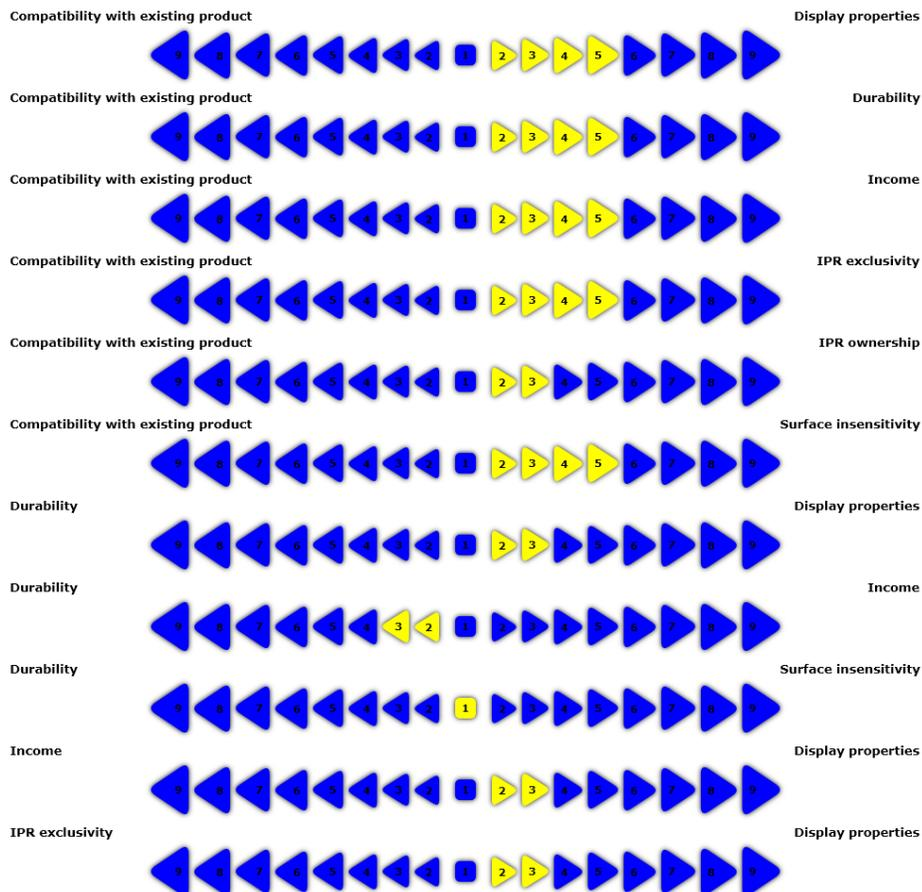 Compatibility with existing product Display properties
9 8 7 6 5 4 3 2 1 2 3 4 5 6 7 8 9
Compatibility with existing product Durability
9 8 7 6 5 4 3 2 1 2 3 4 5 6 7 8 9
Compatibility with existing product Income
9 8 7 6 5 4 3 2 1 2 3 4 5 6 7 8 9
Compatibility with existing product IPR exclusivity
9 8 7 6 5 4 3 2 1 2 3 4 5 6 7 8 9
Compatibility with existing product IPR ownership
9 8 7 6 5 4 3 2 1 2 3 4 5 6 7 8 9
Compatibility with existing product Surface insensitivity
9 8 7 6 5 4 3 2 1 2 3 4 5 6 7 8 9
Durability Display properties
9 8 7 6 5 4 3 2 1 2 3 4 5 6 7 8 9
Durability Income
9 8 7 6 5 4 3 2 1 2 3 4 5 6 7 8 9
Durability Surface insensitivity
9 8 7 6 5 4 3 2 1 2 3 4 5 6 7 8 9
Income Display properties
9 8 7 6 5 4 3 2 1 2 3 4 5 6 7 8 9
IPR exclusivity Display properties
9 8 7 6 5 4 3 2 1 2 3 4 5 6 7 8 9